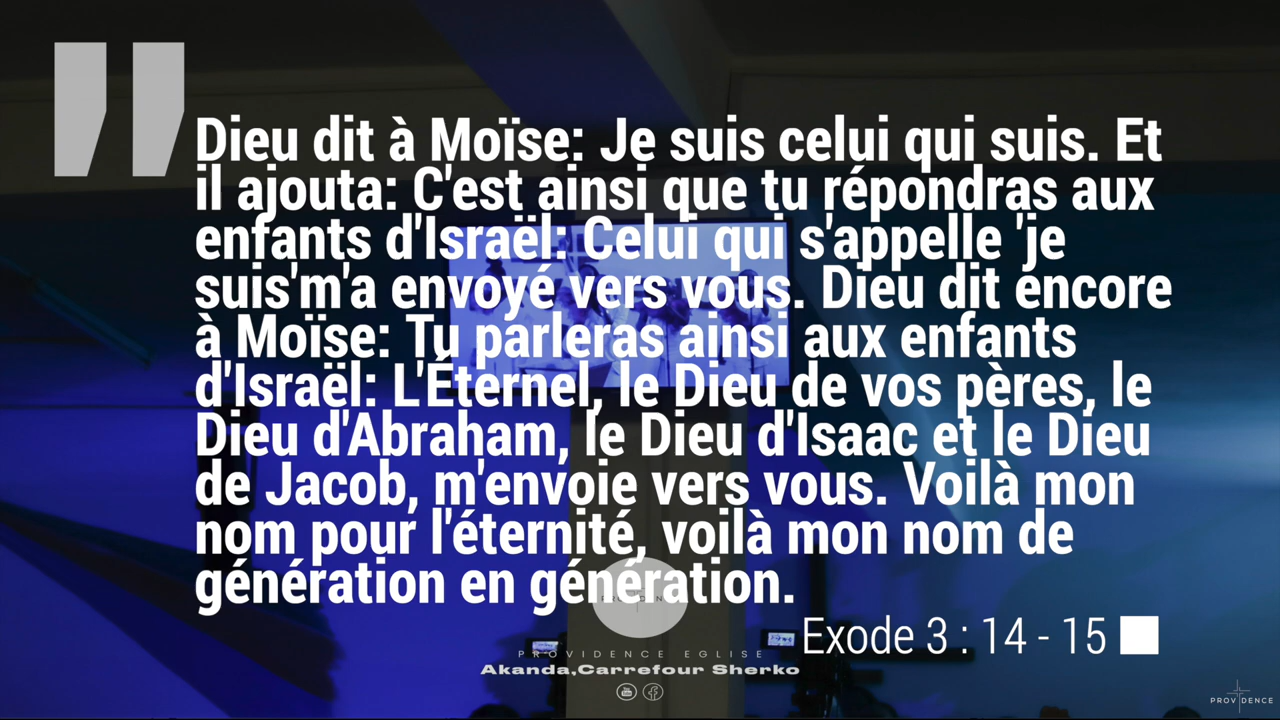 "
Dieu dit à Moïse: Je suis celui qui suis. Et
il ajouta: C'est ainsi que tu répondras aux
enfants d'Israël: Celui qui s'appelle 'je
suis'm'a envoyé vers vous. Dieu dit encore
à Moïse: Tu parleras ainsi aux enfants
d'Israël: L'Éternel, le Dieu de vos pères, le
Dieu d'Abraham, le Dieu d'Isaac et le Dieu
de Jacob, m'envoie vers vous. Voilà mon
nom pour l'éternité, voilà mon nom de
génération en génération.
Exode 3 : 14 - 15
PROVIDENCE EGLISE
Akanda,Carrefour Sherko
PROVIDENCE